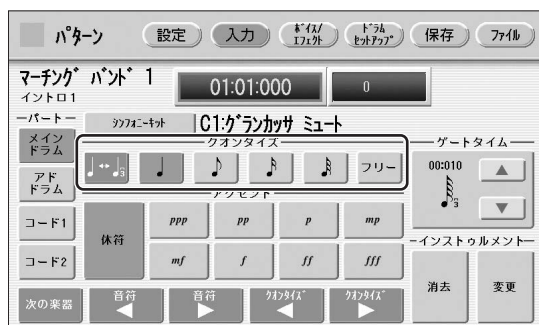 パターン 設定 入力 ボイス/エフェクト ドラムセットアップ 保存 ファイル
マーチングバンド 1 01:01:000 0
イントロ1
パート シンフォニーキット C1:グランカッサ ミュート
メインドラム クオンタイズ ゲートタイム
3 フリー 00:010
アドドラム アクセント 3
コード1 休符 ppp pp p mp
インストゥルメント
コード2 mf f ff fff
消去 変更
次の楽器 音符 音符 クオンタイズ クオンタイズ